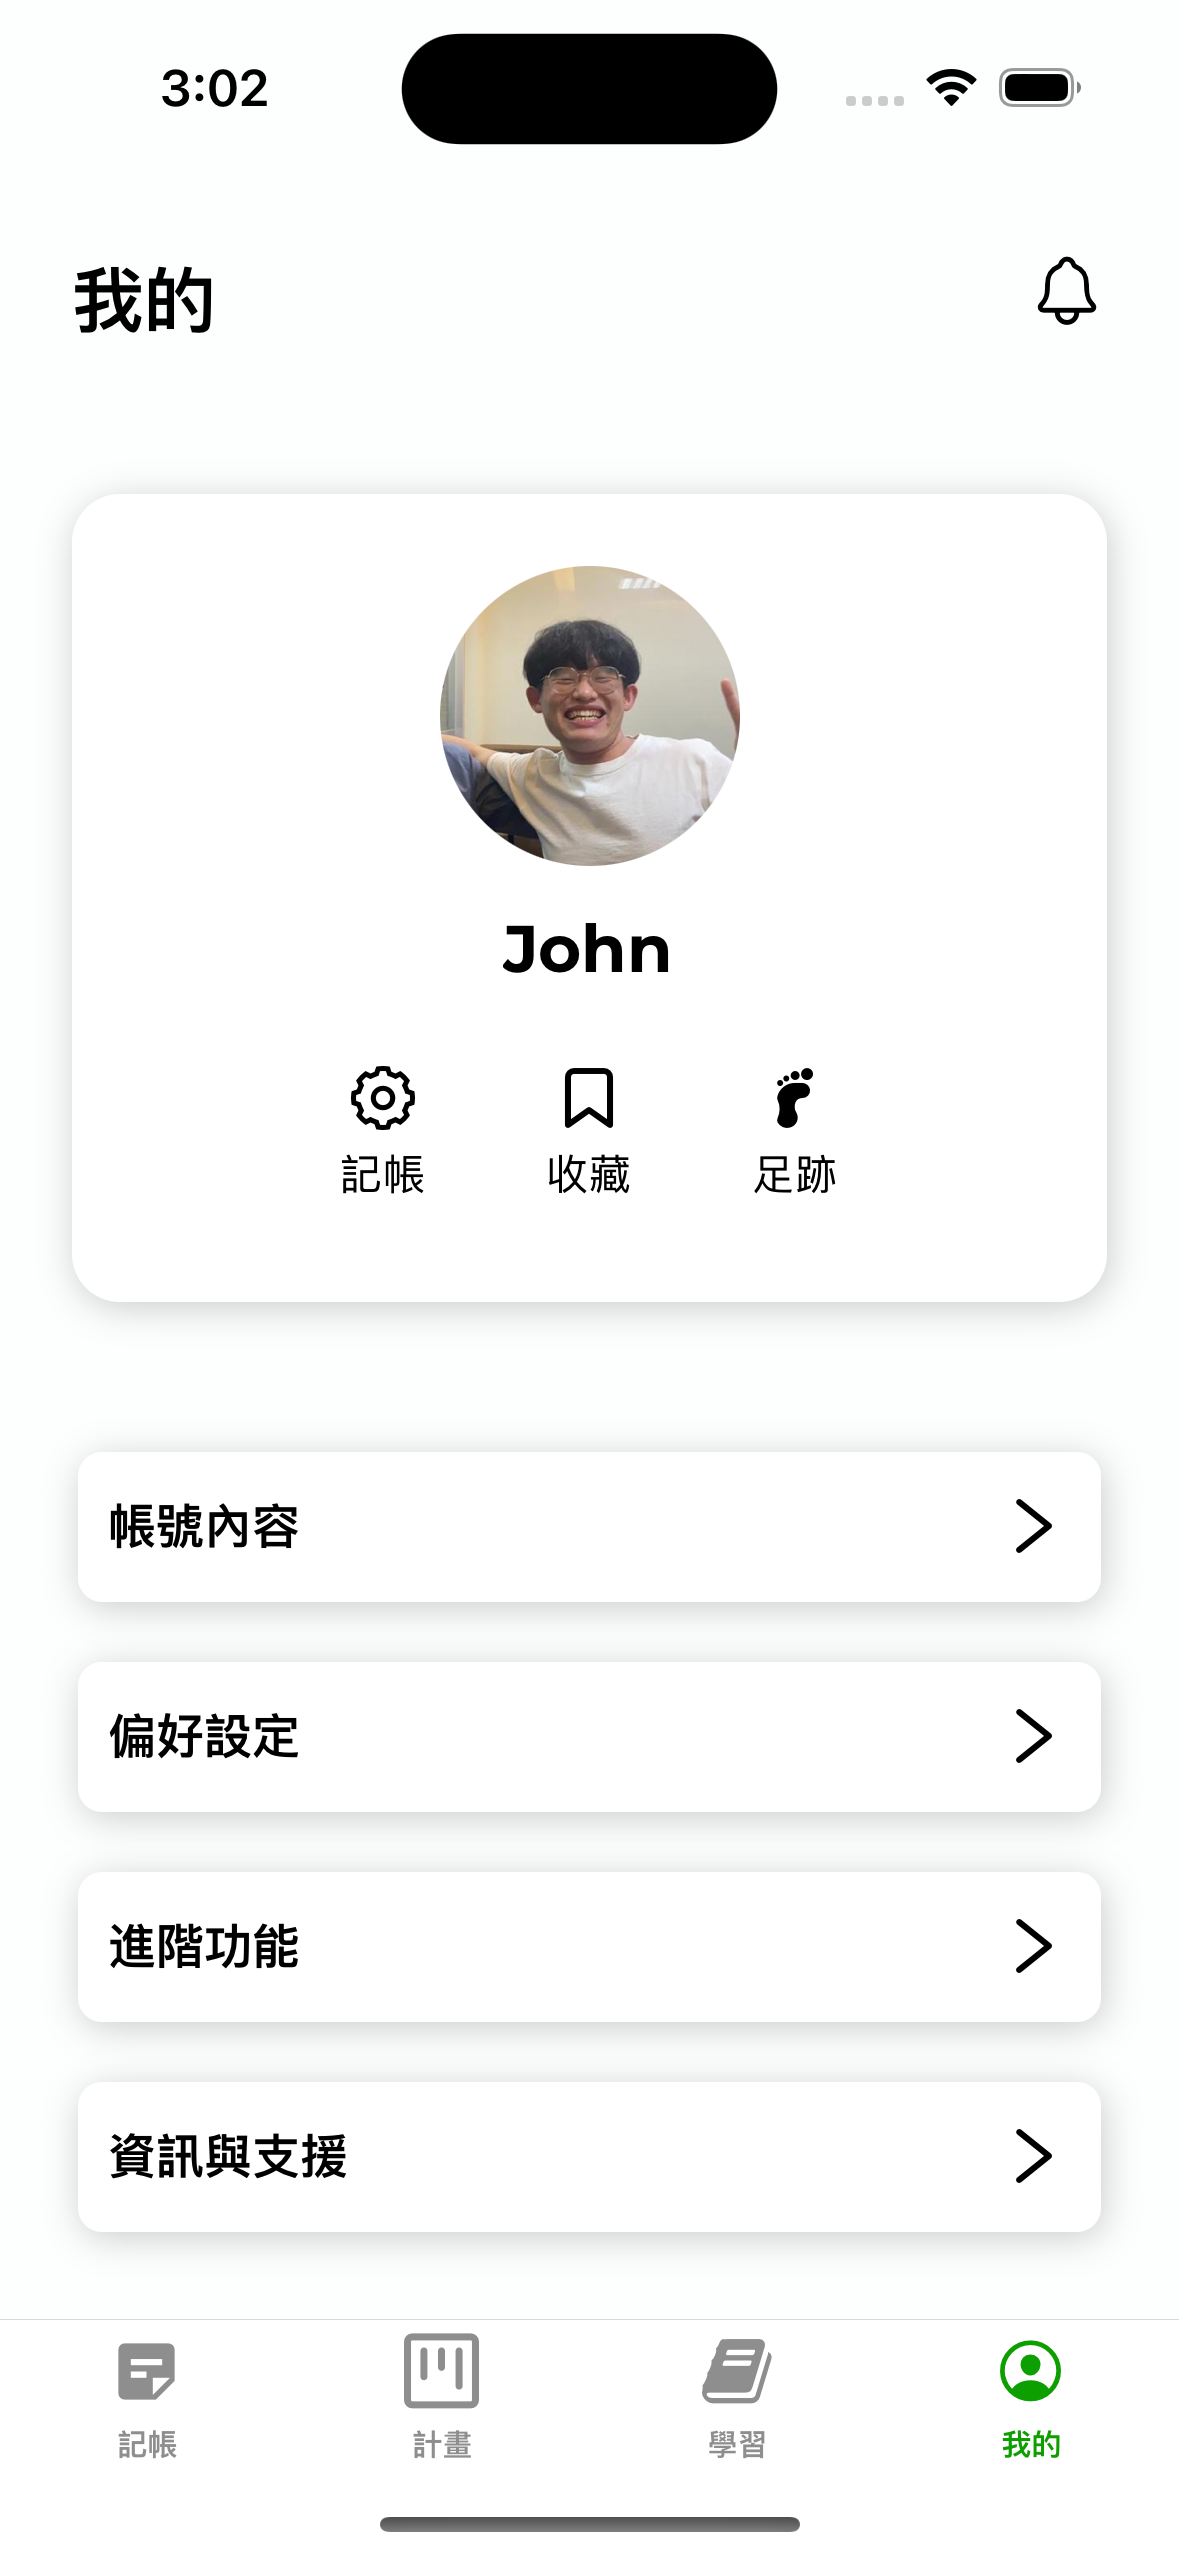 3:02
我的
John
記帳 收藏 足跡
帳號內容
偏好設定
進階功能
資訊與支援
記帳 計畫 學習 我的